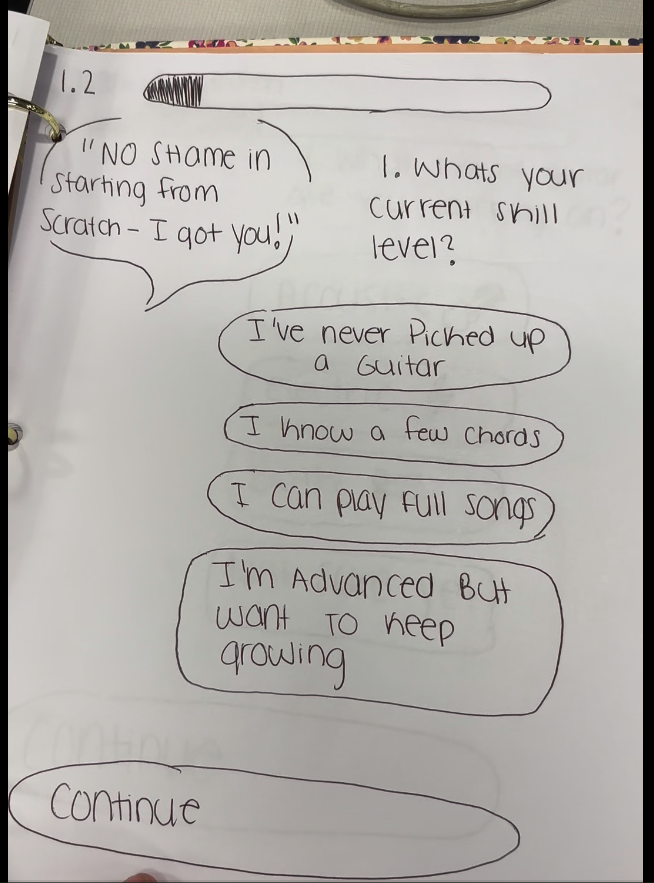 1.2
"NO SHame in
starting from
Scratch - I got you!"
1. Whats your
current skill
level?
I've never Picked up
a Guitar
I know a few chords
I can play full songs
I'm Advanced But
want to keep
growing
Continue